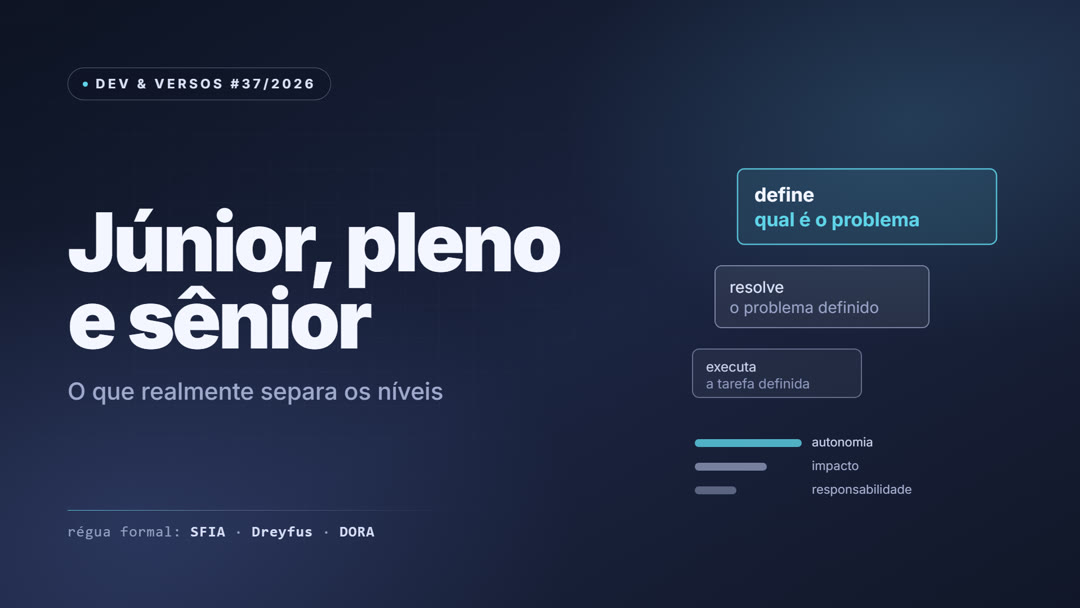 DEV & VERSOS #37/2026
Júnior, pleno
e sênior
O que realmente separa os níveis
régua formal: SFIA · Dreyfus · DORA
define
qual é o problema
resolve
o problema definido
executa
a tarefa definida
autonomia
impacto
responsabilidade